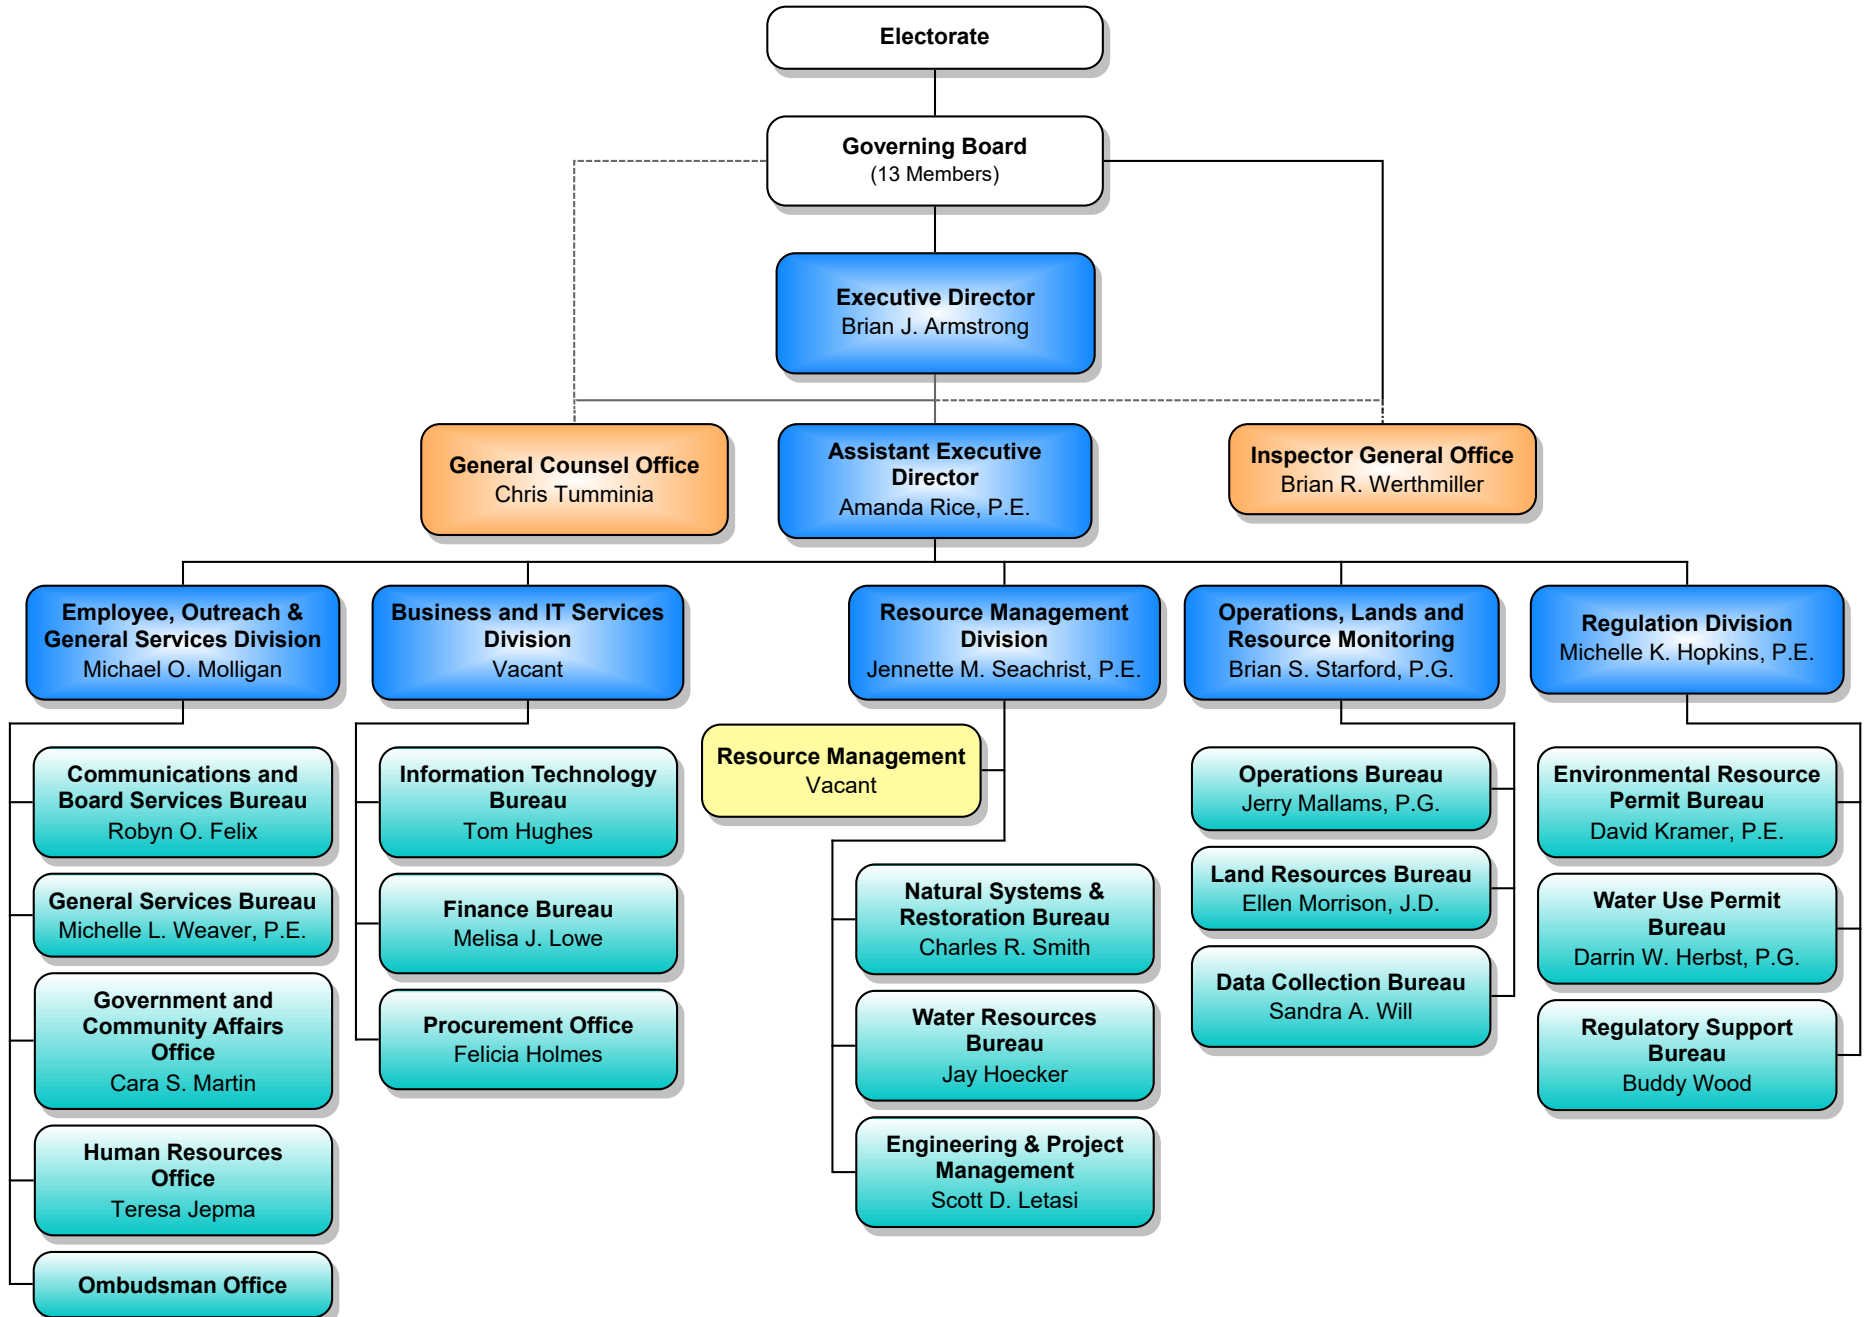 Electorate
Governing Board
(13 Members)
Executive Director
Brian J. Armstrong
General Counsel Office
Chris Tumminia
Assistant Executive
Director
Amanda Rice, P.E.
Inspector General Office
Brian R. Werthmiller
Employee, Outreach &
General Services Division
Michael O. Molligan
Business and IT Services
Division
Vacant
Resource Management
Division
Jennette M. Seachrist, P.E.
Operations, Lands and
Resource Monitoring
Brian S. Starford, P.G.
Regulation Division
Michelle K. Hopkins, P.E.
Communications and
Board Services Bureau
Robyn O. Felix
General Services Bureau
Michelle L. Weaver, P.E.
Government and
Community Affairs
Office
Cara S. Martin
Human Resources
Office
Teresa Jepma
Ombudsman Office
Information Technology
Bureau
Tom Hughes
Finance Bureau
Melisa J. Lowe
Procurement Office
Felicia Holmes
Resource Management
Vacant
Natural Systems &
Restoration Bureau
Charles R. Smith
Water Resources
Bureau
Jay Hoecker
Engineering & Project
Management
Scott D. Letasi
Operations Bureau
Jerry Mallams, P.G.
Land Resources Bureau
Ellen Morrison, J.D.
Data Collection Bureau
Sandra A. Will
Environmental Resource
Permit Bureau
David Kramer, P.E.
Water Use Permit
Bureau
Darrin W. Herbst, P.G.
Regulatory Support
Bureau
Buddy Wood